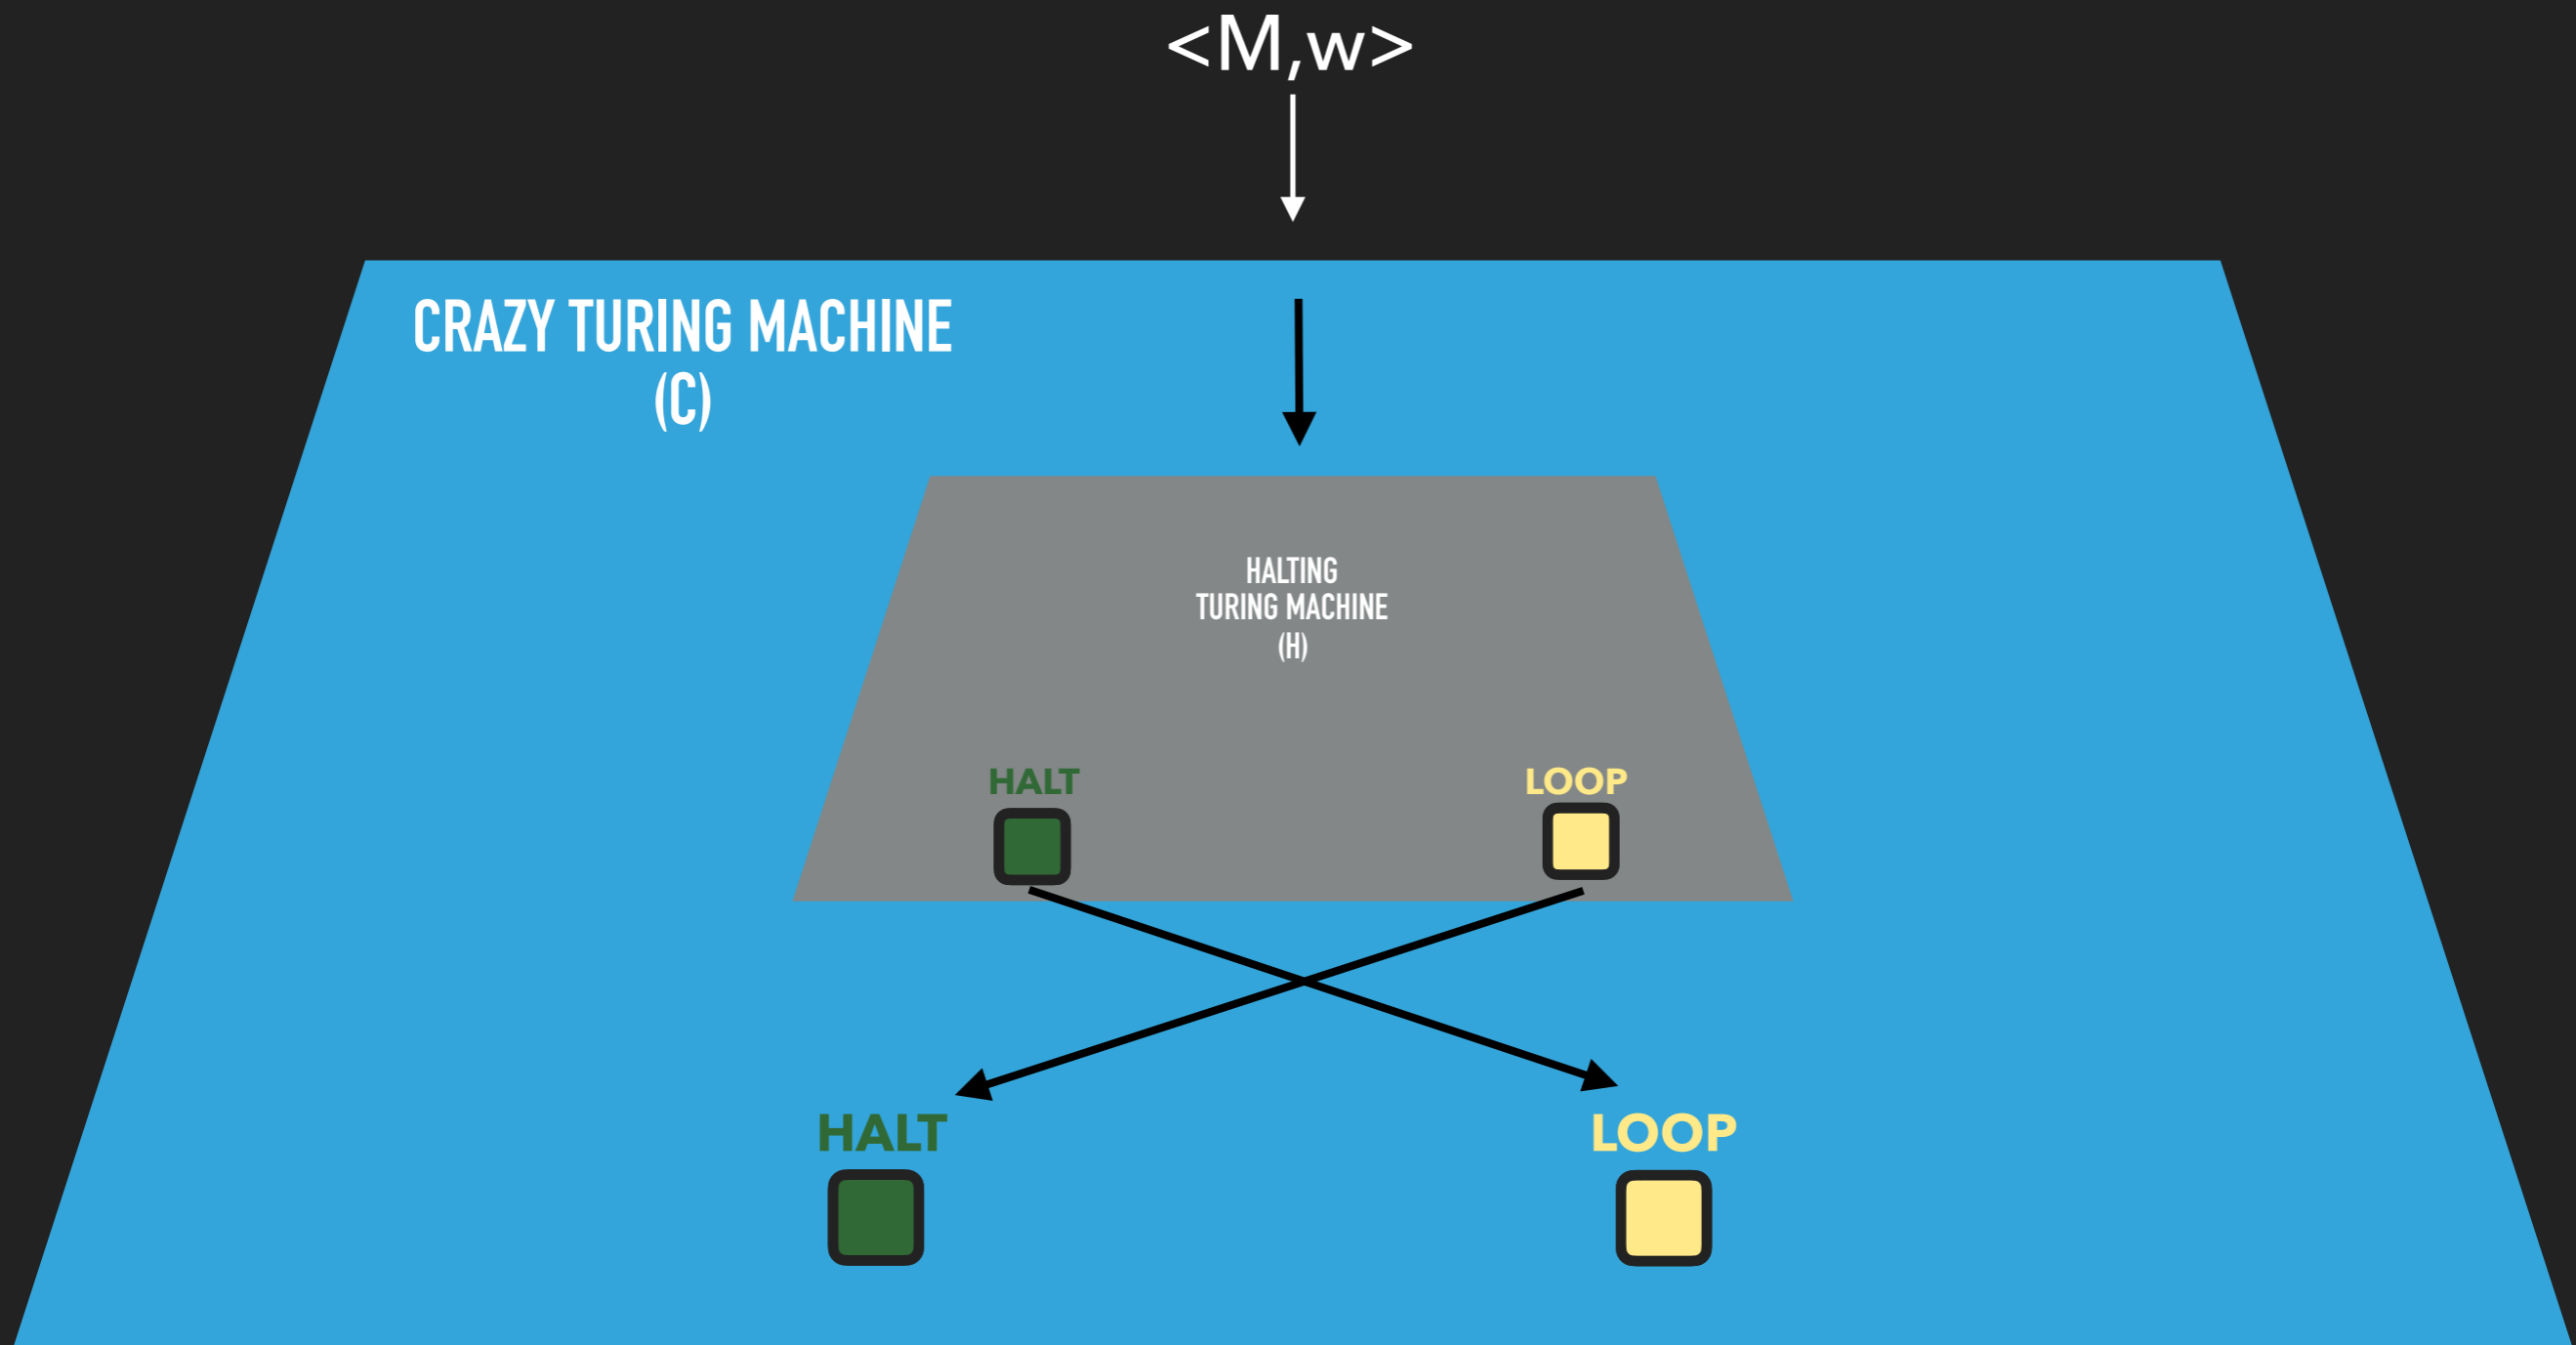 <M,w>
CRAZY TURING MACHINE
(C)
HALTING
TURING MACHINE
(H)
HALT
LOOP
HALT
LOOP